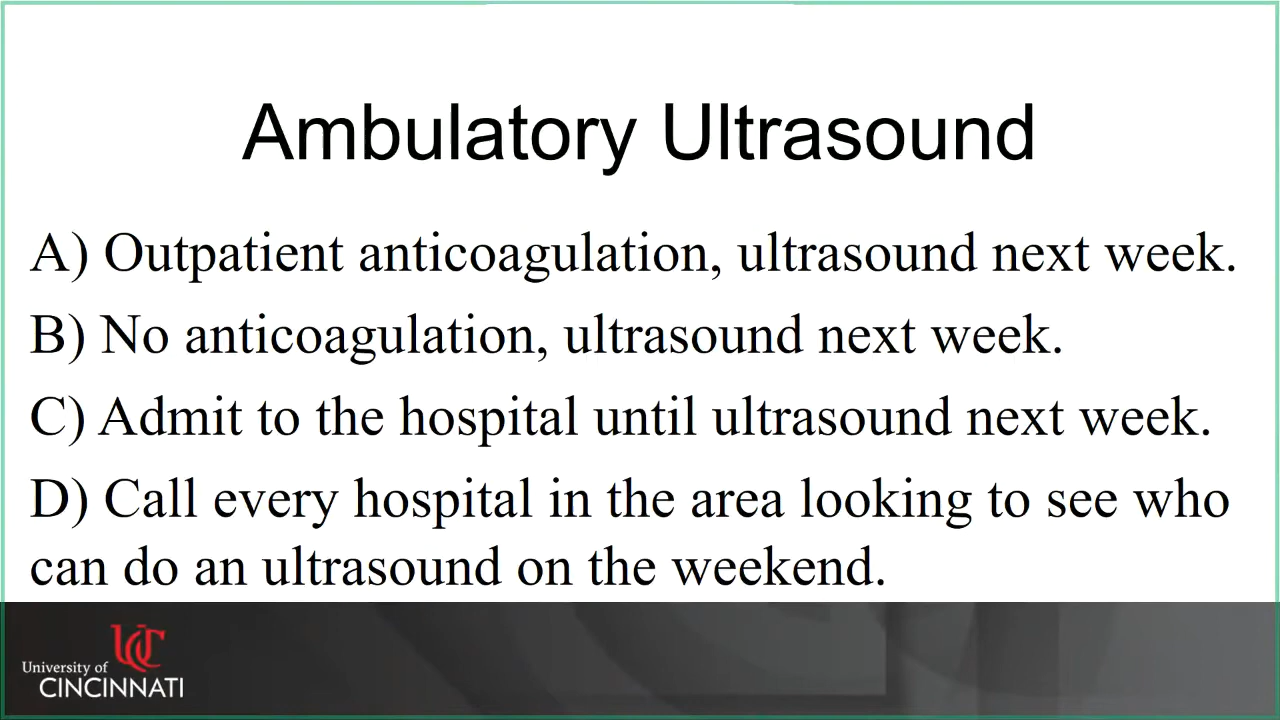 Ambulatory Ultrasound
A) Outpatient anticoagulation, ultrasound next week.
B) No anticoagulation, ultrasound next week.
C) Admit to the hospital until ultrasound next week.
D) Call every hospital in the area looking to see who
can do an ultrasound on the weekend.
UC
University of
CINCINNATI